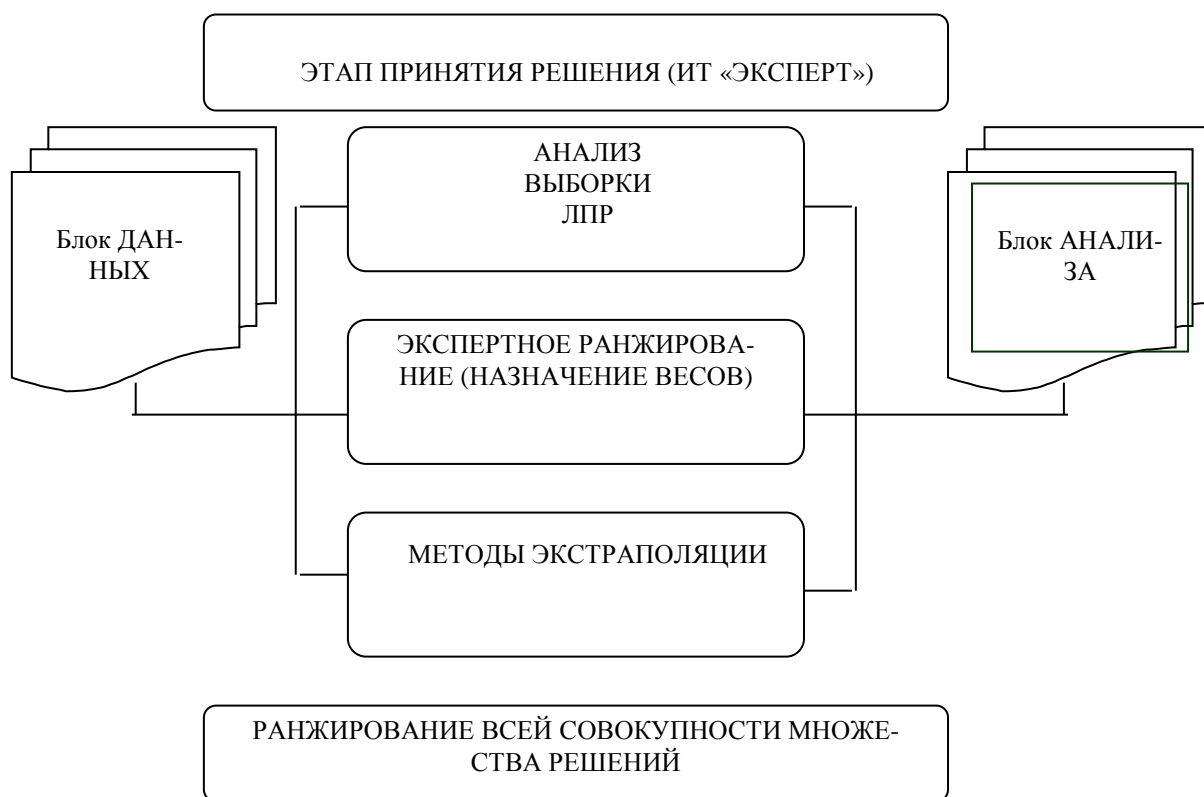 ЭТАП ПРИНЯТИЯ РЕШЕНИЯ (ИТ «ЭКСПЕРТ»)
АНАЛИЗ
ВЫБОРКИ
ЛПР
Блок ДАН-
НЫХ
Блок АНАЛИ-
ЗА
ЭКСПЕРТНОЕ РАНЖИРОВА-
НИЕ (НАЗНАЧЕНИЕ ВЕСОВ)
МЕТОДЫ ЭКСТРАПОЛЯЦИИ
РАНЖИРОВАНИЕ ВСЕЙ СОВОКУПНОСТИ МНОЖЕ-
СТВА РЕШЕНИЙ